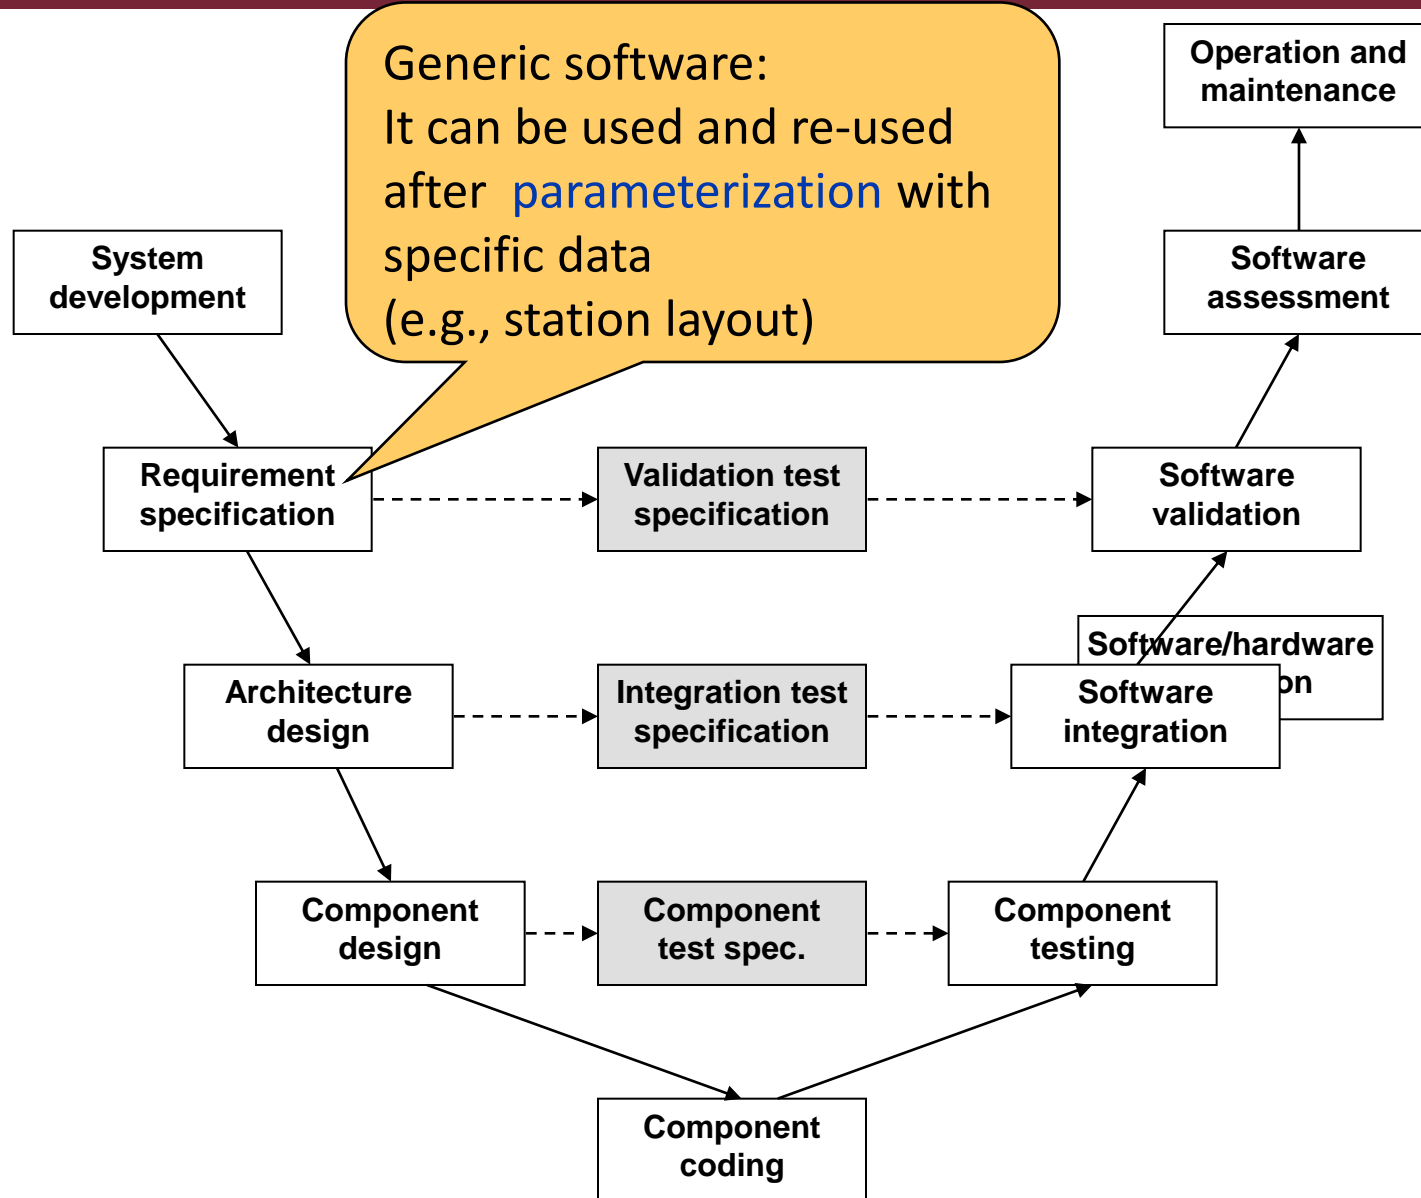 Generic software:
It can be used and re-used
after parameterization with
specific data
(e.g., station layout)
Operation and
maintenance
System
development
Software
assessment
Requirement
specification
Validation test
specification
Software
validation
Software/hardware
on
Architecture
design
Integration test
specification
Software
integration
Component
design
Component
test spec.
Component
testing
Component
coding